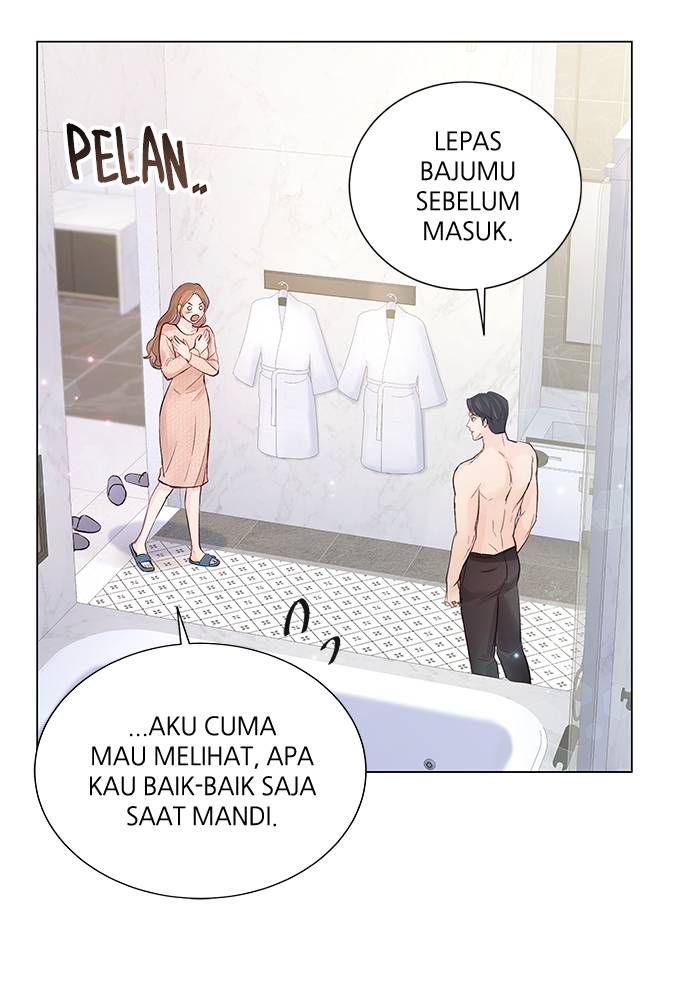 PELAN..
LEPAS
BAJUMU
SEBELUM
MASUK.
...AKU CUMA
MAU MELIHAT, APA
KAU BAIK-BAIK SAJA
SAAT MANDI.